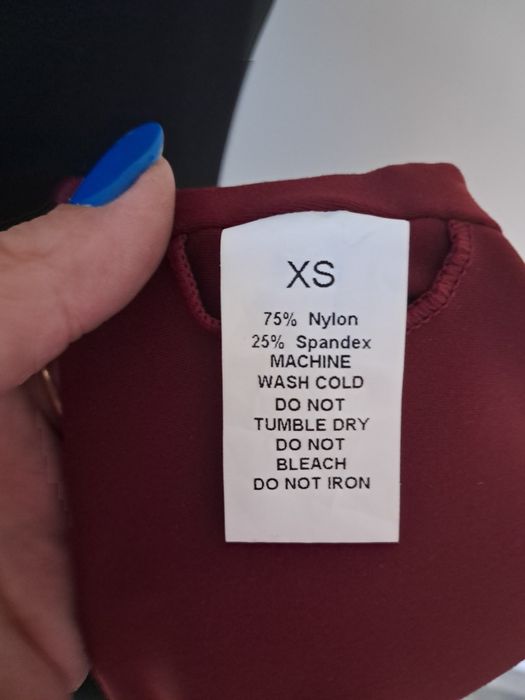 XS
75% Nylon
25% Spandex
MACHINE
WASH COLD
DO NOT
TUMBLE DRY
DO NOT
BLEACH
DO NOT IRON